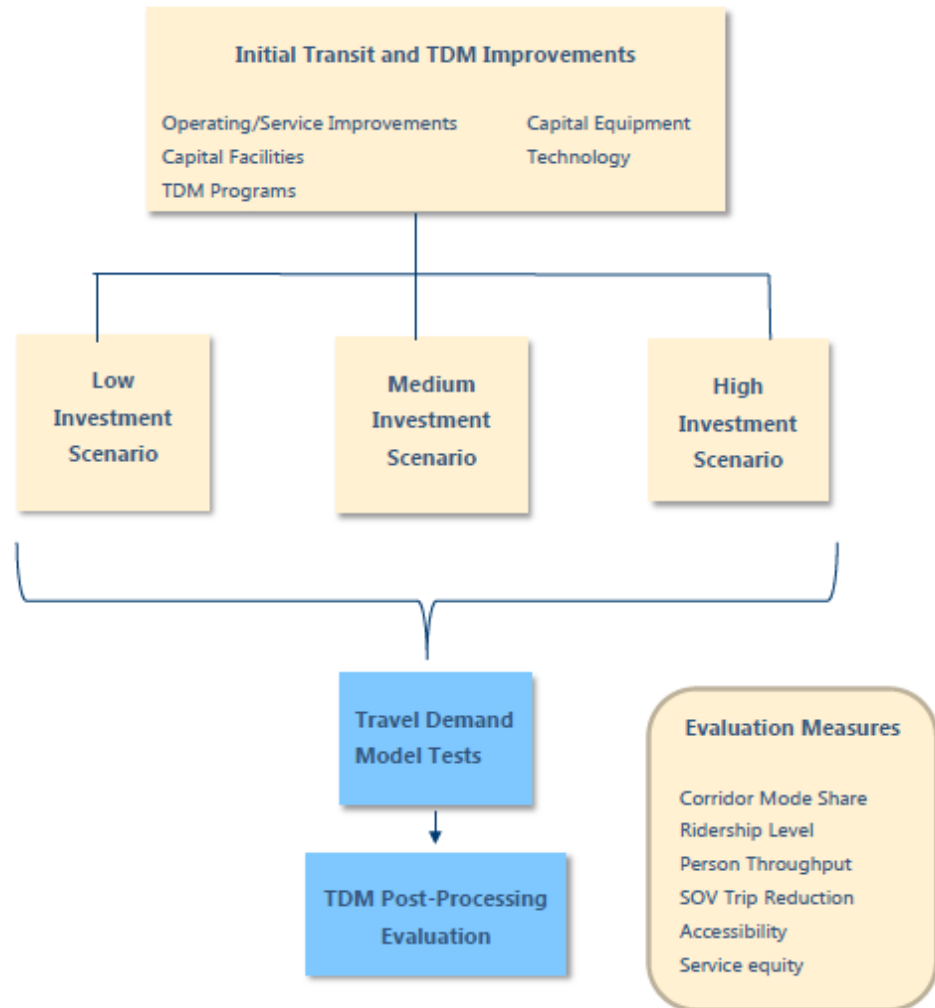 Initial Transit and TDM Improvements
Operating/Service Improvements
Capital Equipment
Capital Facilities
Technology
TDM Programs
Low
Investment
Scenario
Medium
Investment
Scenario
High
Investment
Scenario
Travel Demand
Model Tests
TDM Post-Processing
Evaluation
Evaluation Measures
Corridor Mode Share
Ridership Level
Person Throughput
SOV Trip Reduction
Accessibility
Service equity